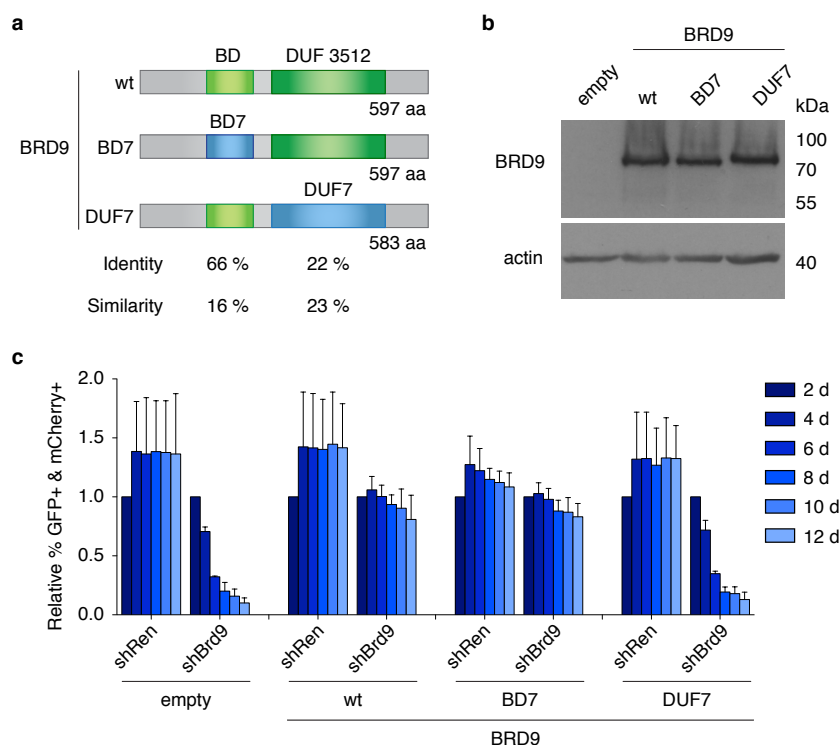 a
BD DUF 3512
wt
597 aa
BD7
BRD9 BD7
597 aa
DUF7
DUF7
583 aa
Identity 66 % 22 %
Similarity 16 % 23 %
b
BRD9
empty wt BD7 DUF7
kDa
BRD9
100
70
55
actin
40
c
Relative % GFP+ & mCherry+
2.0
1.5
1.0
0.5
0.0
2 d
4 d
6 d
8 d
10 d
12 d
shRen shBrd9 shRen shBrd9 shRen shBrd9 shRen shBrd9
empty wt BD7 DUF7
BRD9